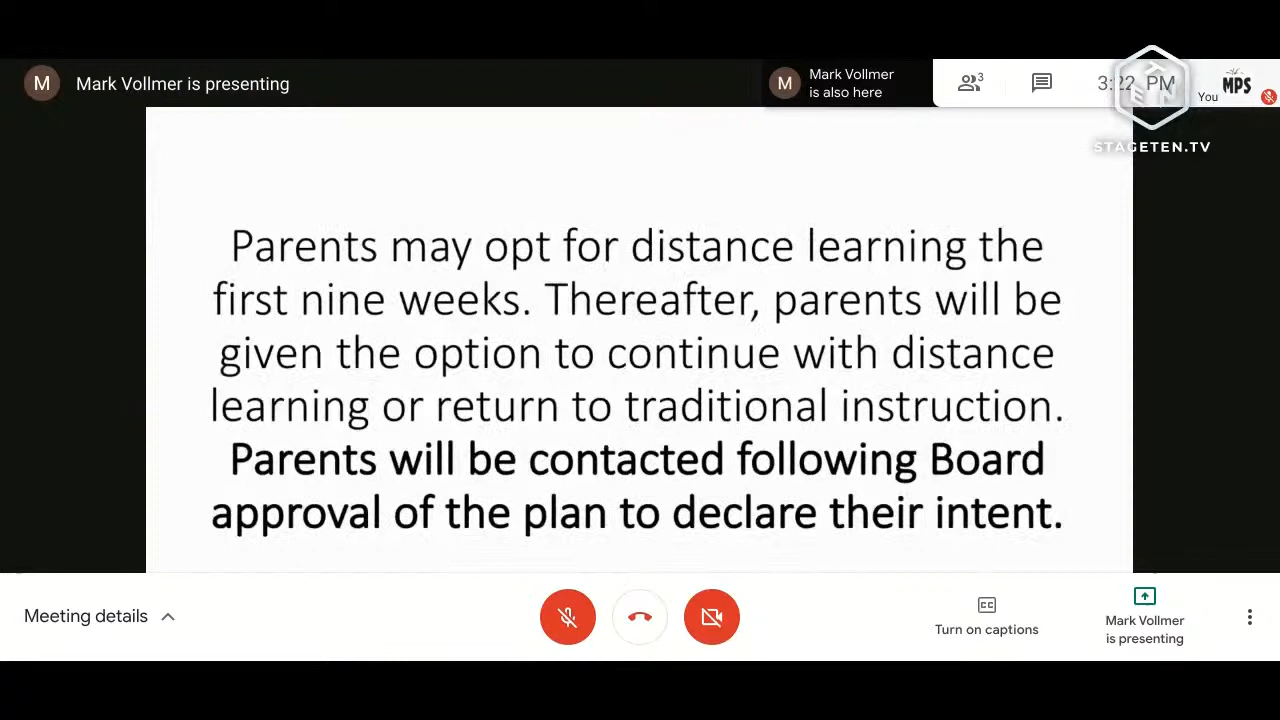 M
Mark Vollmer is presenting
M
Mark Vollmer
is also here
3
3:22 PM
You
MPS
TEN
STAGETEN.TV
Parents may opt for distance learning the
first nine weeks. Thereafter, parents will be
given the option to continue with distance
learning or return to traditional instruction.
Parents will be contacted following Board
approval of the plan to declare their intent.
Meeting details
CC
Turn on captions
Mark Vollmer
is presenting